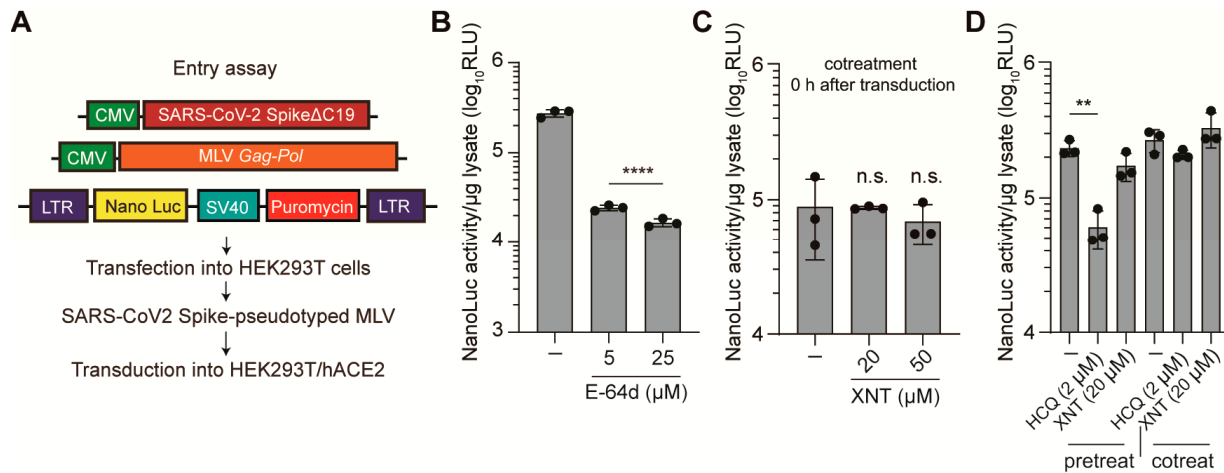 A
Entry assay
CMV
SARS-CoV-2 SpikeΔC19
CMV
MLV Gag-Pol
LTR
Nano Luc
SV40
Puromycin
LTR
Transfection into HEK293T cells
SARS-CoV2 Spike-pseudotyped MLV
Transduction into HEK293T/hACE2
B
NanoLuc activity/µg lysate (log10RLU)
6
5
4
3
****
–
5
25
E-64d (µM)
C
NanoLuc activity/µg lysate (log10RLU)
6
5
4
cotreatment
0 h after transduction
n.s.
n.s.
–
20
50
XNT (µM)
D
NanoLuc activity/µg lysate (log10RLU)
6
5
4
**
–
HCQ (2 µM)
XNT (20 µM)
–
HCQ (2 µM)
XNT (20 µM)
pretreat
cotreat